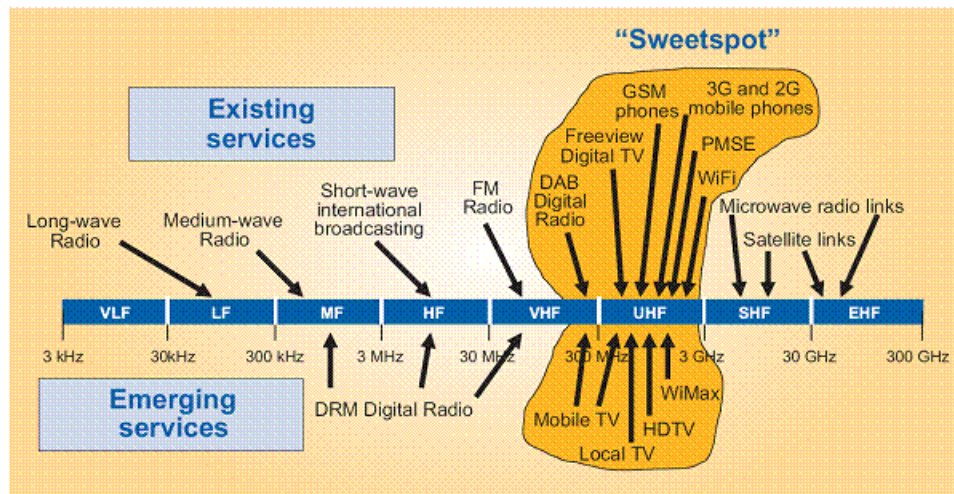 “Sweetspot”
Existing
services
GSM
phones
3G and 2G
mobile phones
Freeview
Digital TV
PMSE
WiFi
DAB
Digital
Radio
FM
Radio
Short-wave
international
broadcasting
Medium-wave
Radio
Long-wave
Radio
Microwave radio links
Satellite links
VLF LF MF HF VHF UHF SHF EHF
3 kHz 30kHz 300 kHz 3 MHz 30 MHz 300 MHz 3 GHz 30 GHz 300 GHz
Emerging
services
DRM Digital Radio
Mobile TV
Local TV
HDTV
WiMax